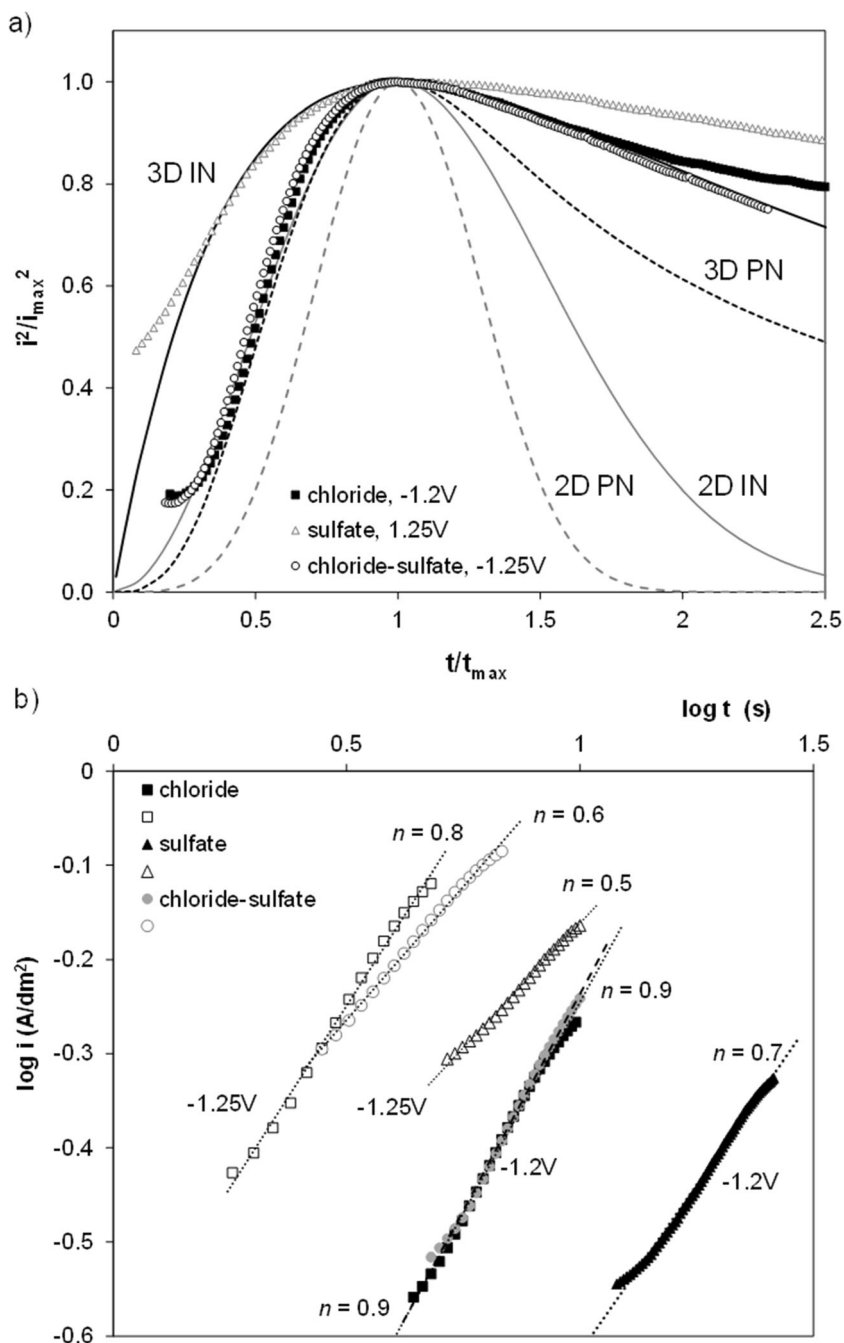 a)
1.0
0.8
0.6
0.4
0.2
0.0
i²/iₘₐₓ²
3D IN
3D PN
2D PN
2D IN
chloride, -1.2V
sulfate, 1.25V
chloride-sulfate, -1.25V
0
0.5
1
1.5
2
2.5
t/tₘₐₓ
b)
log t (s)
0
0.5
1
1.5
0
-0.1
-0.2
-0.3
-0.4
-0.5
-0.6
log i (A/dm²)
chloride
sulfate
chloride-sulfate
n = 0.8
n = 0.6
n = 0.5
n = 0.9
n = 0.7
-1.25V
-1.25V
-1.2V
-1.2V
n = 0.9